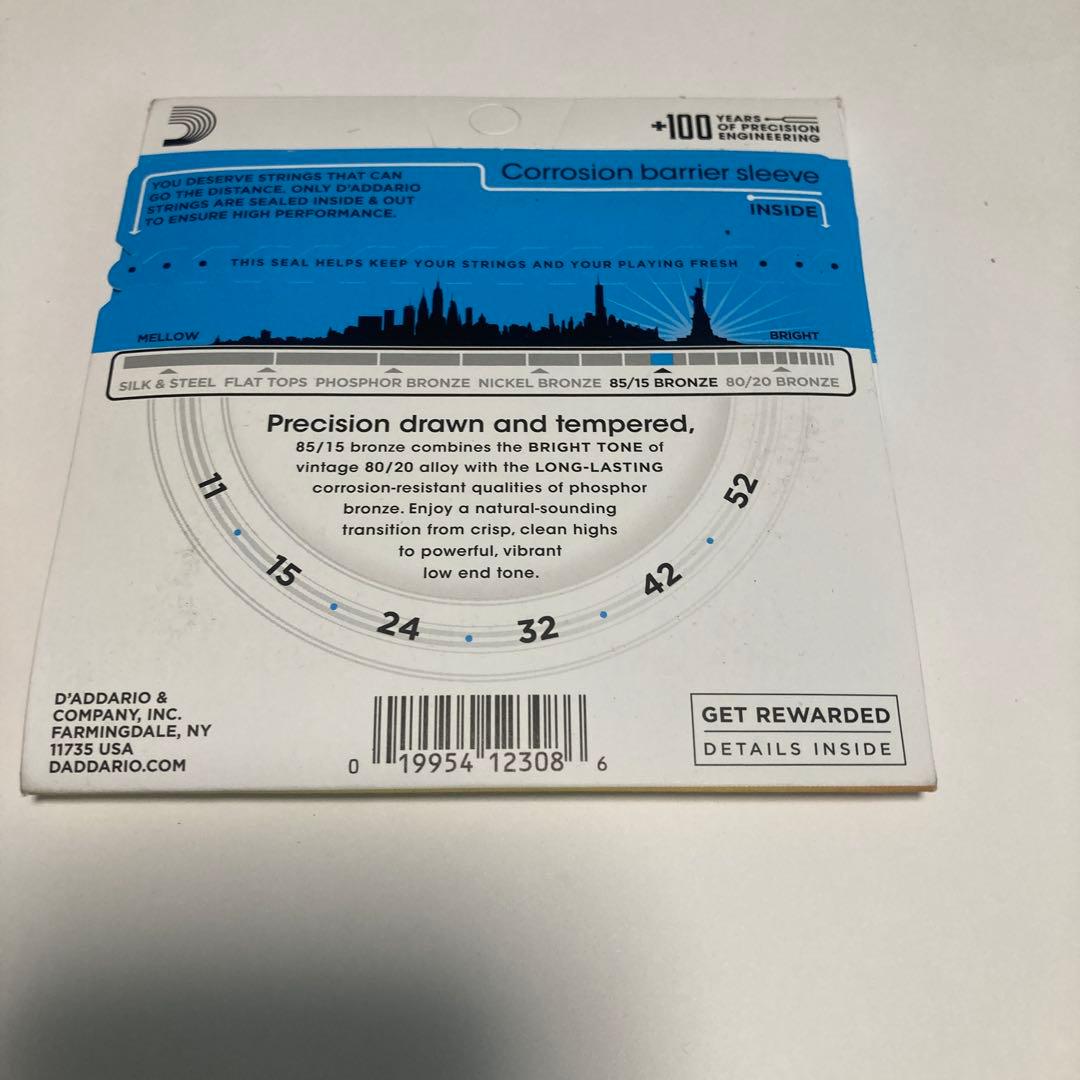 +100 YEARS
OF PRECISION
ENGINEERING
YOU DESERVE STRINGS THAT CAN
GO THE DISTANCE. ONLY D'ADDARIO
STRINGS ARE SEALED INSIDE & OUT
TO ENSURE HIGH PERFORMANCE.
Corrosion barrier sleeve
INSIDE
THIS SEAL HELPS KEEP YOUR STRINGS AND YOUR PLAYING FRESH
MELLOW
BRIGHT
SILK & STEEL FLAT TOPS PHOSPHOR BRONZE NICKEL BRONZE 85/15 BRONZE 80/20 BRONZE
Precision drawn and tempered,
85/15 bronze combines the BRIGHT TONE of
vintage 80/20 alloy with the LONG-LASTING
corrosion-resistant qualities of phosphor
bronze. Enjoy a natural-sounding
transition from crisp, clean highs
to powerful, vibrant
low end tone.
11 • 15 • 24 • 32 • 42 • 52
D'ADDARIO &
COMPANY, INC.
FARMINGDALE, NY
11735 USA
DADDARIO.COM
0 19954 12308 6
GET REWARDED
DETAILS INSIDE